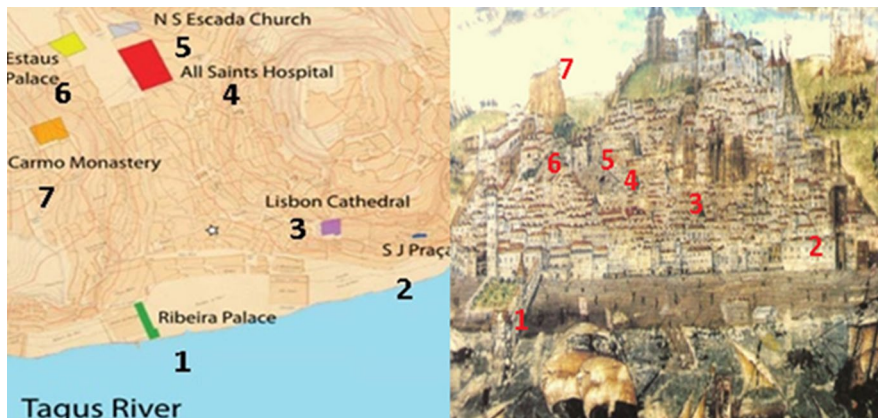 N S Escada Church
5
Estaus
Palace
All Saints Hospital
6
4
Carmo Monastery
7
Lisbon Cathedral
3
S J Praça
2
Ribeira Palace
1
Tagus River
7
6
5
4
3
2
1